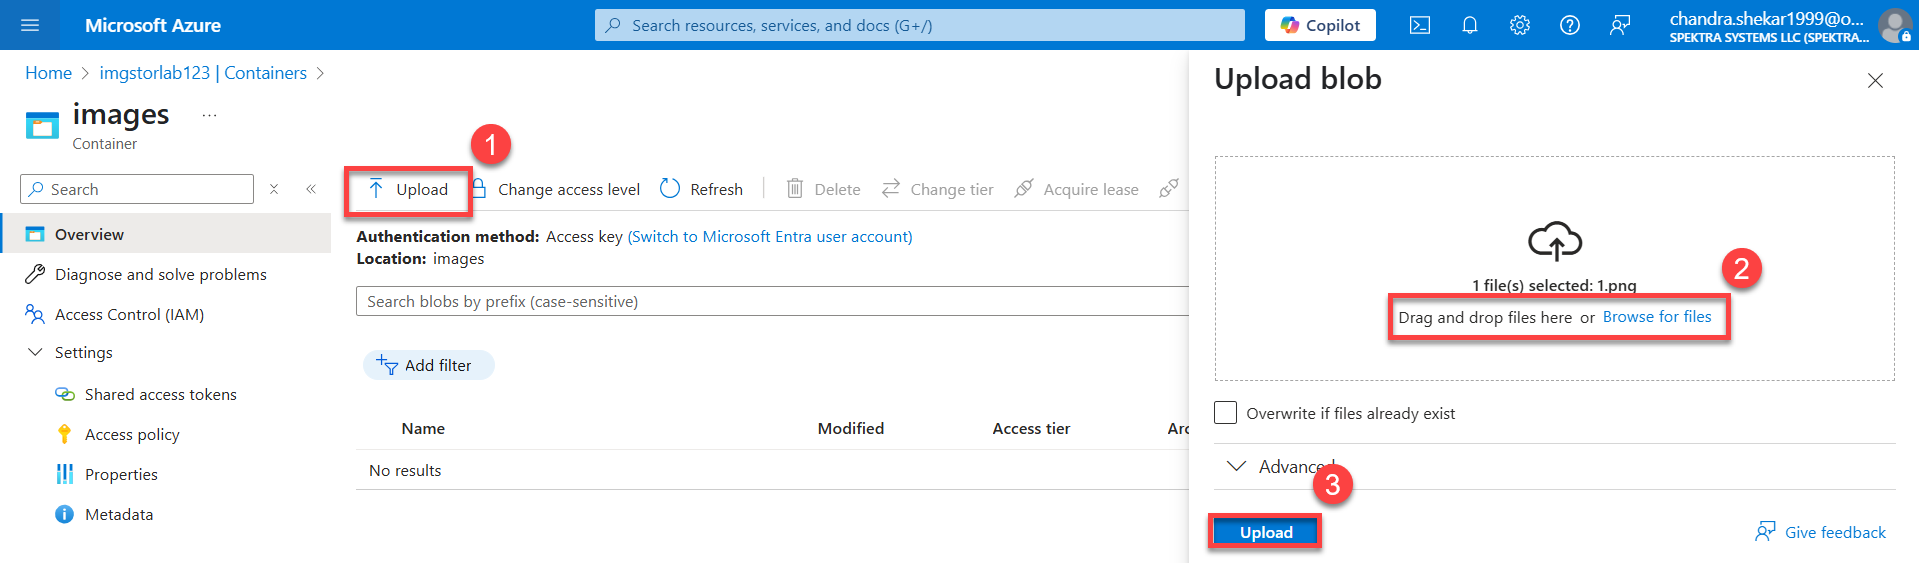 Microsoft Azure
Search resources, services, and docs (G+/)
Copilot
chandra.shekar1999@o...
SPEKTRA SYSTEMS LLC (SPEKTRA...
Home > imgstorlab123 | Containers >
images ...
Container
Search
Overview
Diagnose and solve problems
Access Control (IAM)
Settings
Shared access tokens
Access policy
Properties
Metadata
1
Upload Change access level Refresh Delete Change tier Acquire lease
Authentication method: Access key (Switch to Microsoft Entra user account)
Location: images
Search blobs by prefix (case-sensitive)
Add filter
Name Modified Access tier Arc
No results
Upload blob
1 file(s) selected: 1.png
2
Drag and drop files here or Browse for files
Overwrite if files already exist
Advanced
3
Upload
Give feedback